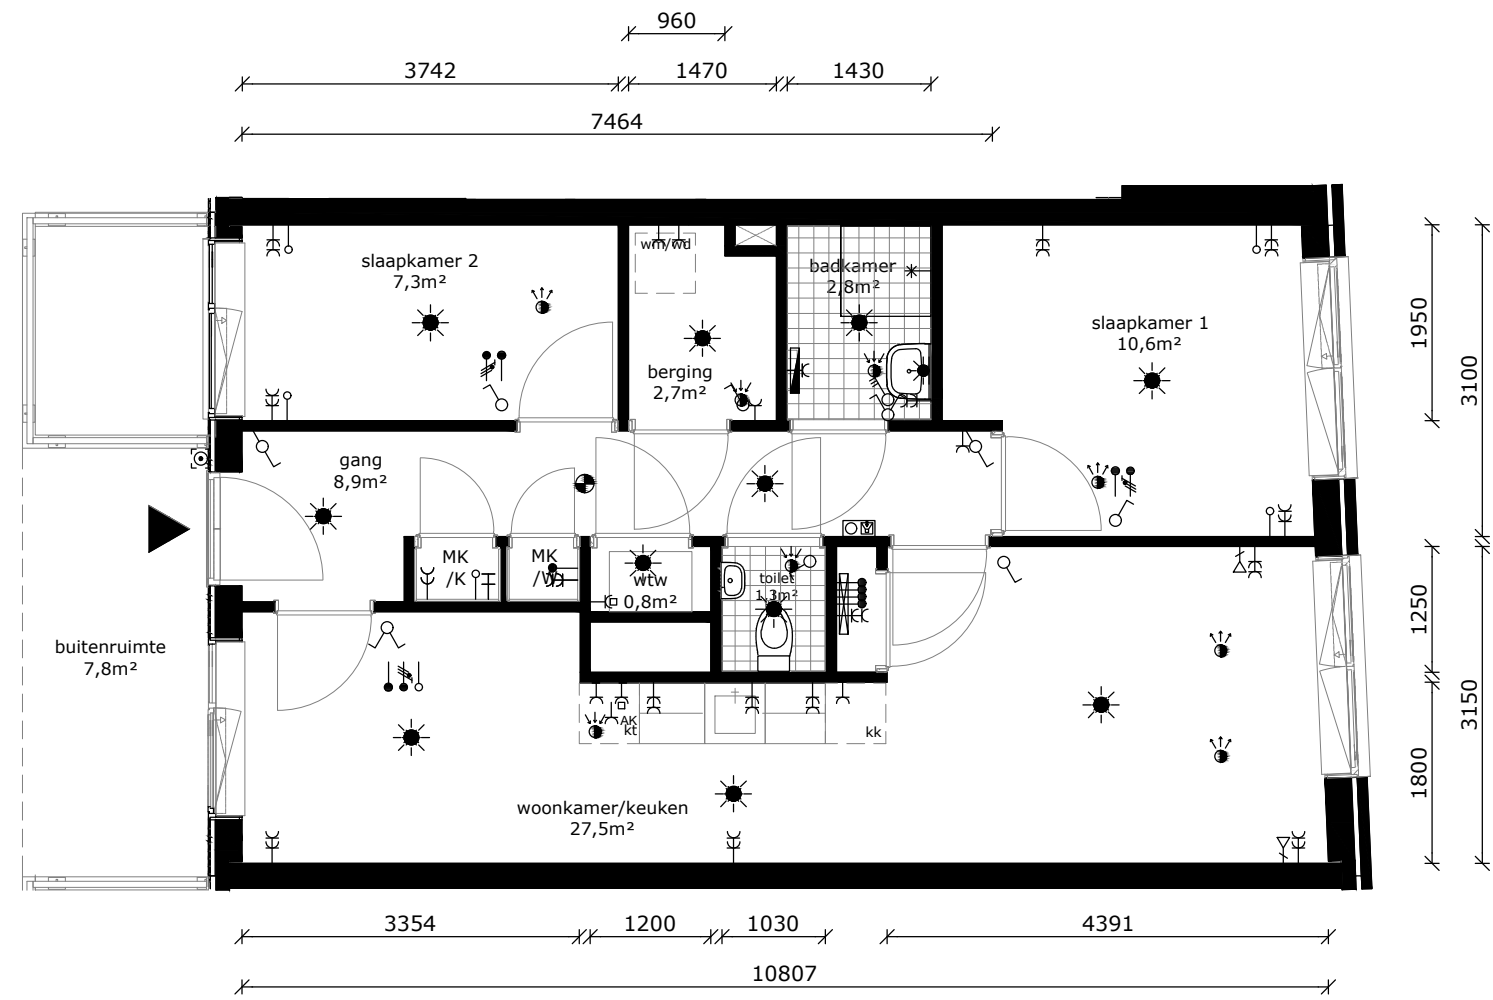 960
3742
1470
1430
7464
wm/wd
slaapkamer 2
7,3m²
badkamer
2,8m²
slaapkamer 1
10,6m²
berging
2,7m²
gang
8,9m²
MK
/K
MK
/W
wtw
0,8m²
toilet
1,3m²
buitenruimte
7,8m²
AK
kt
kk
woonkamer/keuken
27,5m²
1950
3100
1250
3150
1800
3354
1200
1030
4391
10807